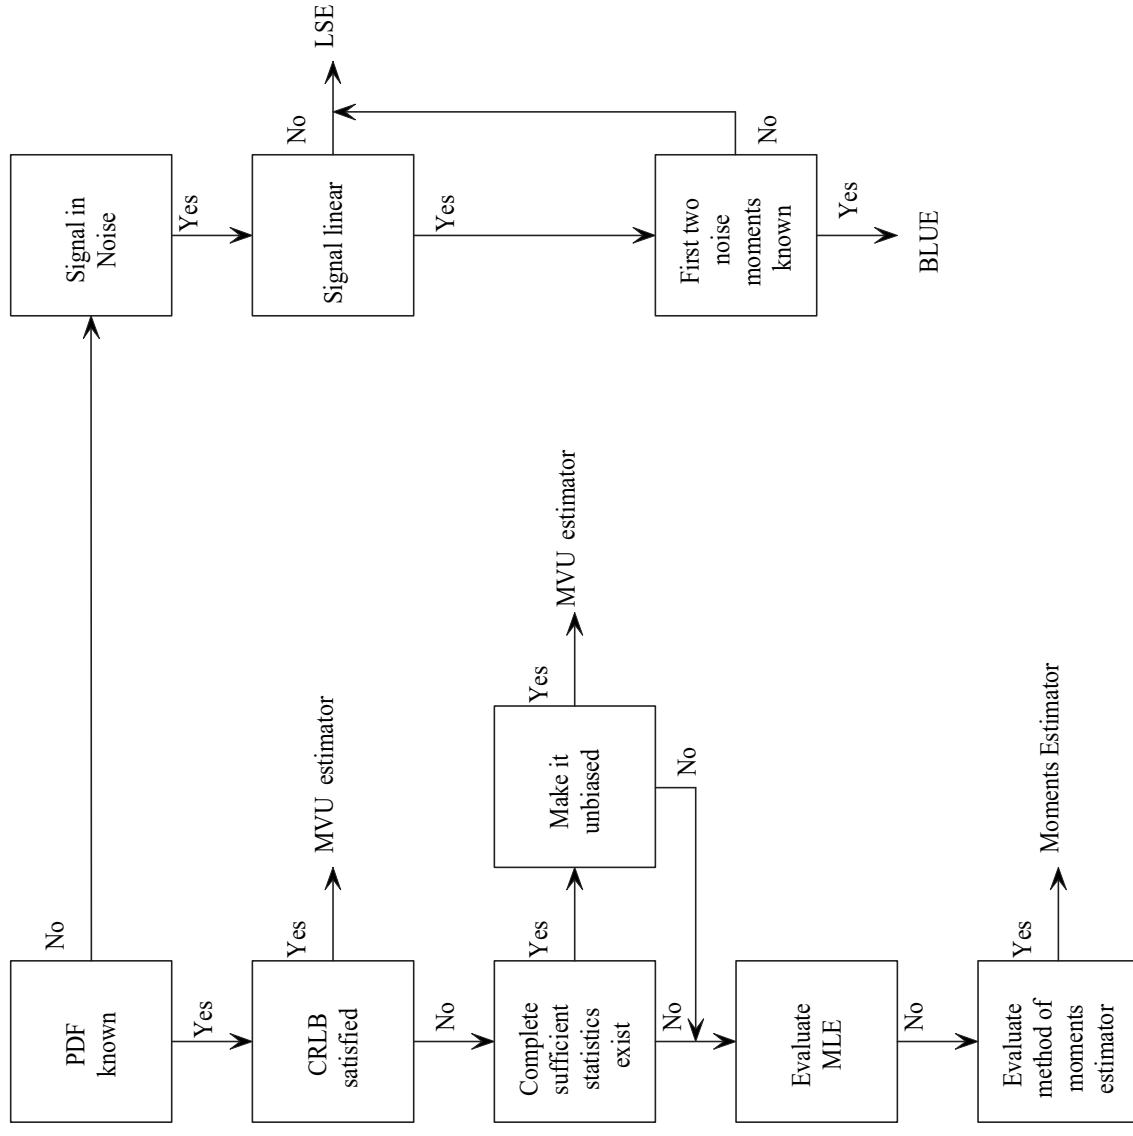 PDF
known
No
Yes
Signal in
Noise
Yes
CRLB
satisfied
Yes
MVU estimator
No
Signal linear
No
LSE
Yes
Complete
sufficient
statistics
exist
Yes
No
Make it
unbiased
Yes
MVU estimator
No
First two
noise
moments
known
No
Yes
BLUE
Evaluate
MLE
No
Evaluate
method of
moments
estimator
Yes
Moments Estimator